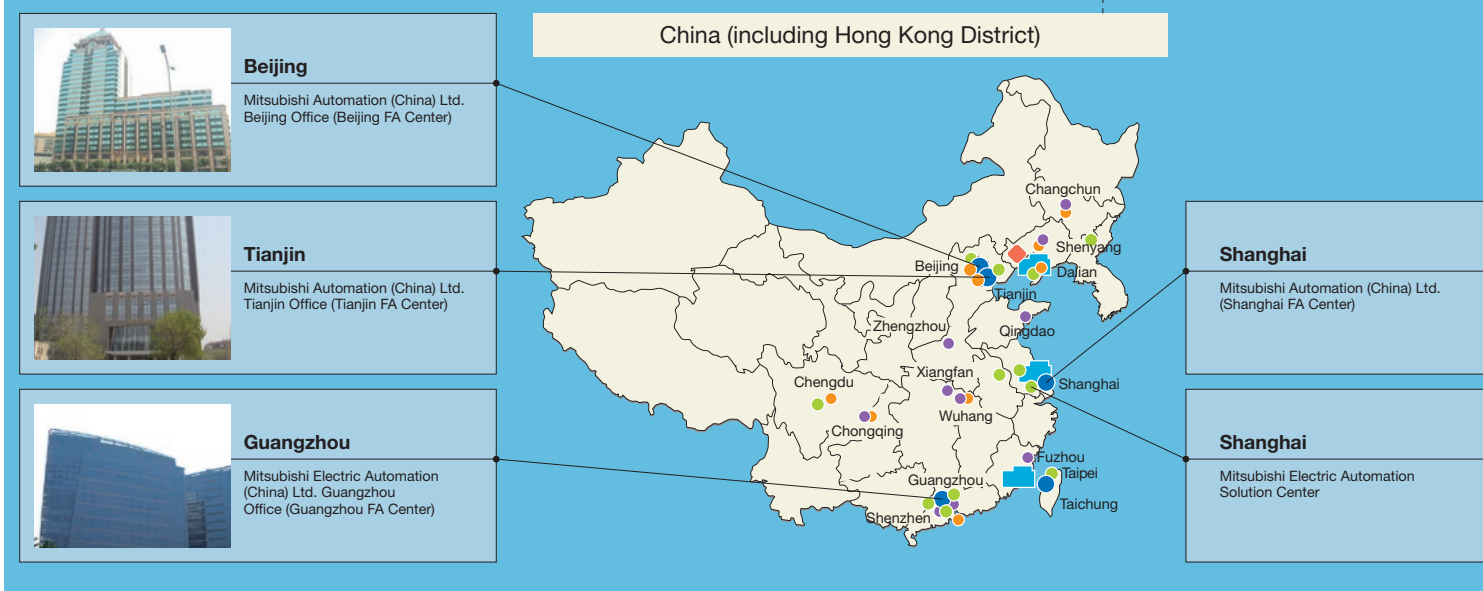 China (including Hong Kong District)
Beijing
Mitsubishi Automation (China) Ltd.
Beijing Office (Beijing FA Center)
Tianjin
Mitsubishi Automation (China) Ltd.
Tianjin Office (Tianjin FA Center)
Guangzhou
Mitsubishi Electric Automation
(China) Ltd. Guangzhou
Office (Guangzhou FA Center)
Changchun
Shenyang
Beijing
Dalian
Tianjin
Qingdao
Zhengzhou
Xiangfan
Chengdu
Shanghai
Wuhang
Chongqing
Fuzhou
Taipei
Guangzhou
Taichung
Shenzhen
Shanghai
Mitsubishi Automation (China) Ltd.
(Shanghai FA Center)
Shanghai
Mitsubishi Electric Automation
Solution Center